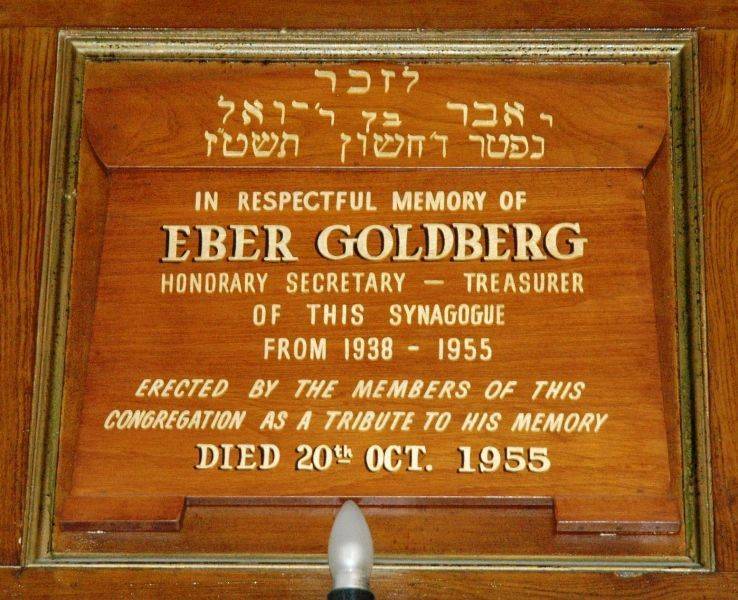 לזכר
ר׳ אבר בן ר׳ יואל
נפטר ד׳ חשון תשט״ז
IN RESPECTFUL MEMORY OF
EBER GOLDBERG
HONORARY SECRETARY — TREASURER
OF THIS SYNAGOGUE
FROM 1938 - 1955
ERECTED BY THE MEMBERS OF THIS
CONGREGATION AS A TRIBUTE TO HIS MEMORY
DIED 20th OCT. 1955